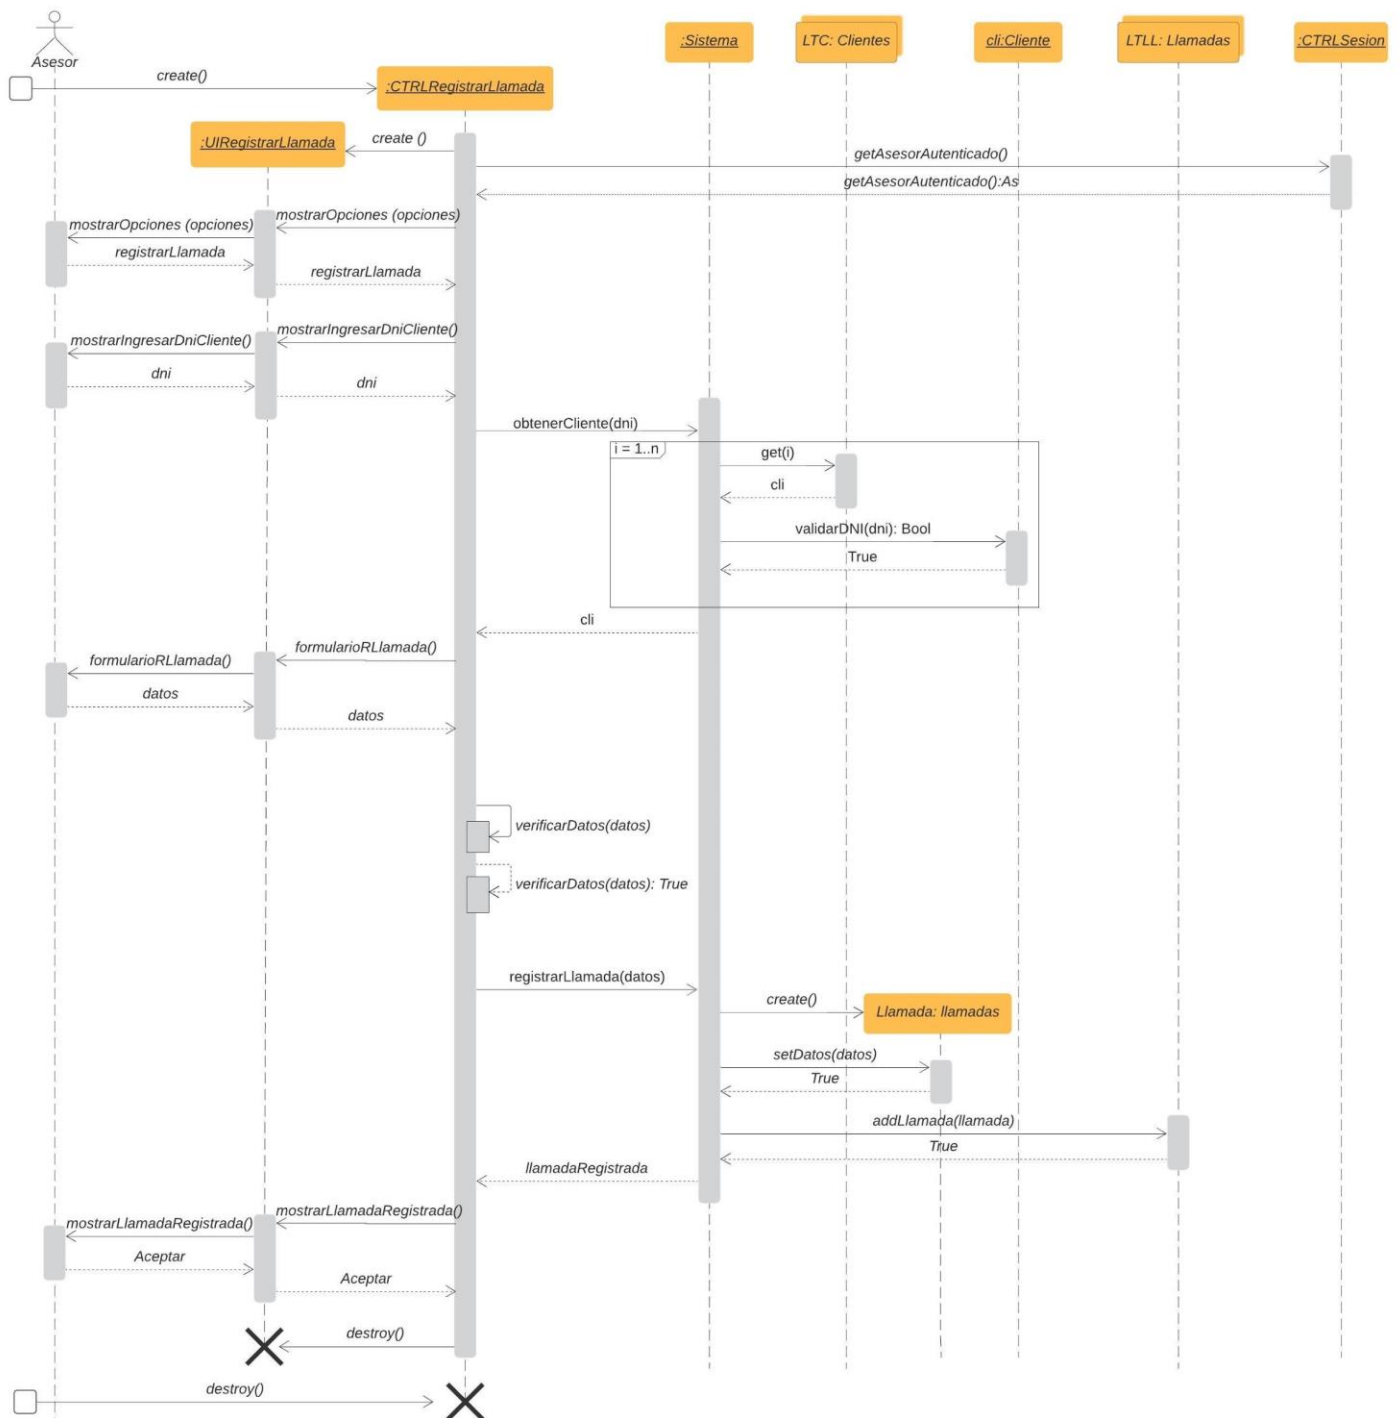 :Sistema
LTC: Clientes
cli:Cliente
LTLL: Llamadas
:CTRLSesion
Asesor
create()
:CTRLRegistrarLlamada
:UIRegistrarLlamada
create ()
getAsesorAutenticado()
getAsesorAutenticado():As
mostrarOpciones (opciones)
mostrarOpciones (opciones)
registrarLlamada
registrarLlamada
mostrarIngresarDniCliente()
mostrarIngresarDniCliente()
dni
dni
obtenerCliente(dni)
i = 1..n
get(i)
cli
validarDNI(dni): Bool
True
cli
formularioRLlamada()
formularioRLlamada()
datos
datos
verificarDatos(datos)
verificarDatos(datos): True
registrarLlamada(datos)
create()
Llamada: llamadas
setDatos(datos)
True
addLlamada(llamada)
True
llamadaRegistrada
mostrarLlamadaRegistrada()
mostrarLlamadaRegistrada()
Aceptar
Aceptar
destroy()
destroy()